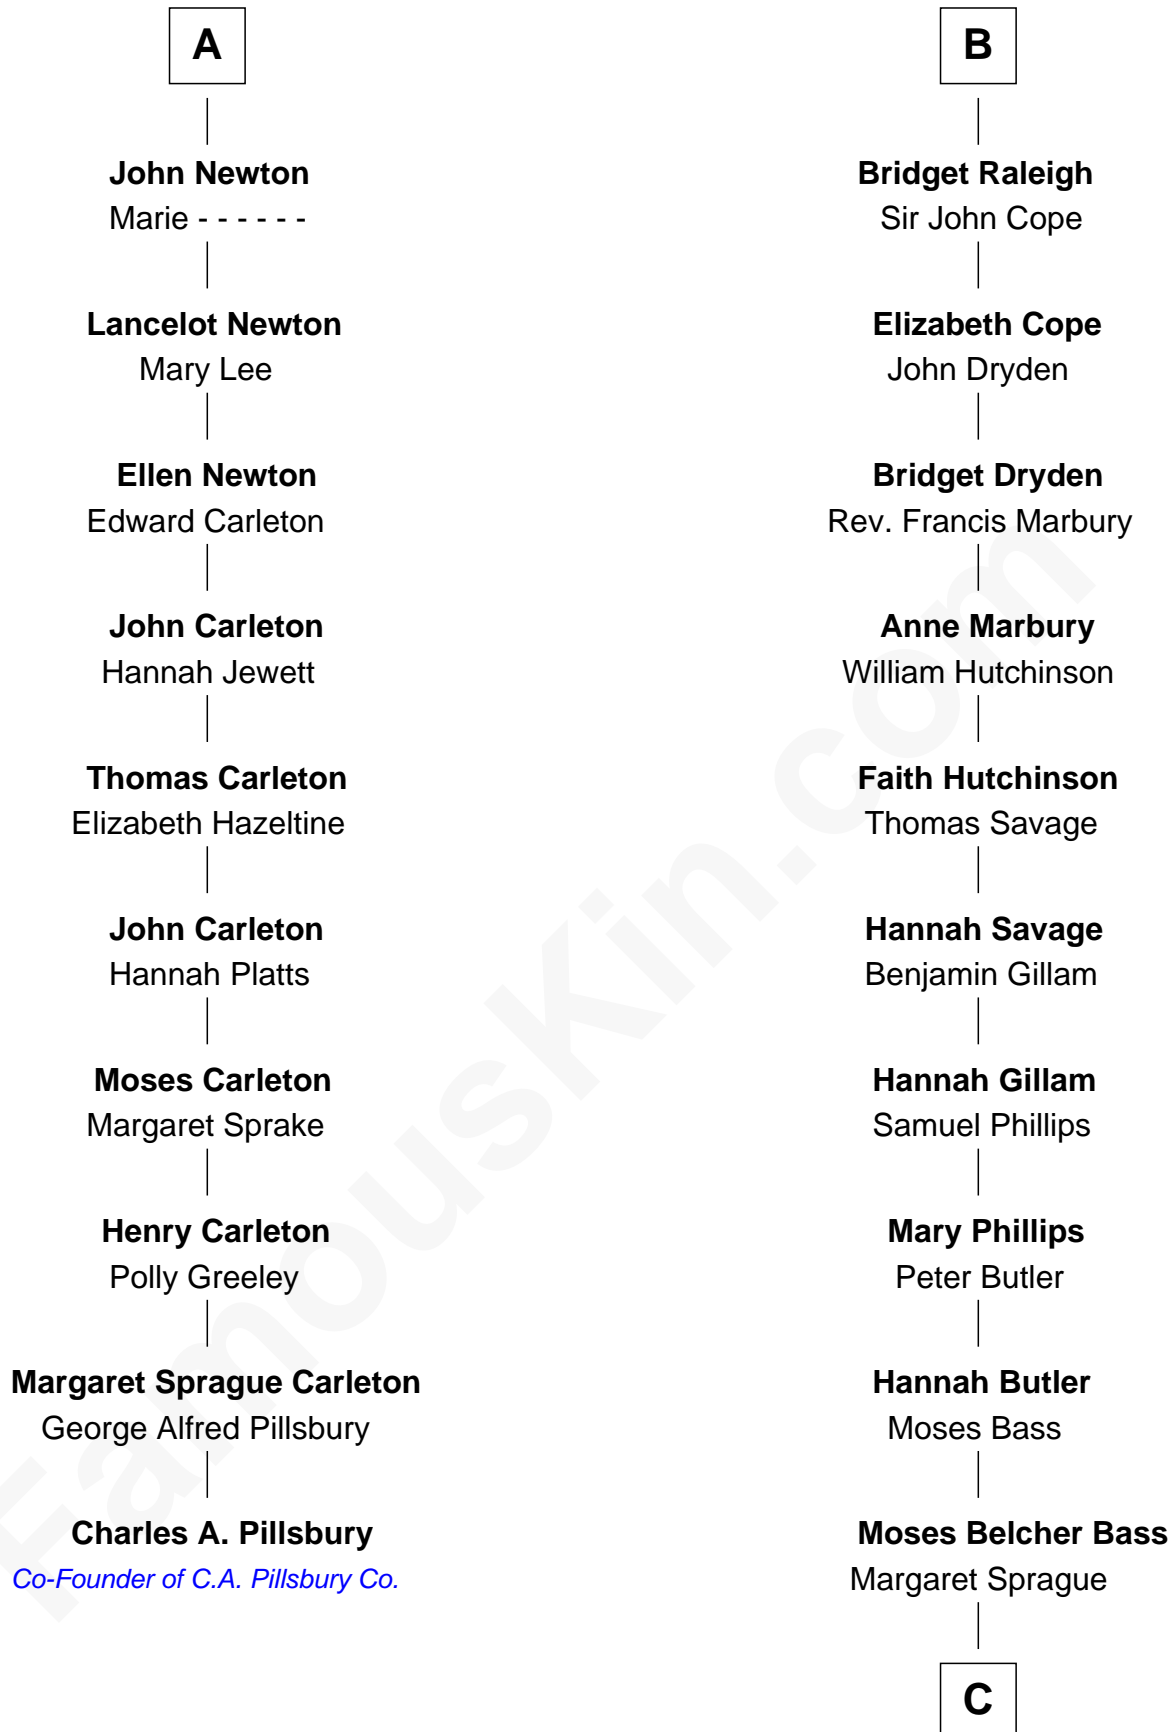 A
John Newton
Marie - - - - - -
Lancelot Newton
Mary Lee
Ellen Newton
Edward Carleton
John Carleton
Hannah Jewett
Thomas Carleton
Elizabeth Hazeltine
John Carleton
Hannah Platts
Moses Carleton
Margaret Sprake
Henry Carleton
Polly Greeley
Margaret Sprague Carleton
George Alfred Pillsbury
Charles A. Pillsbury
Co-Founder of C.A. Pillsbury Co.
B
Bridget Raleigh
Sir John Cope
Elizabeth Cope
John Dryden
Bridget Dryden
Rev. Francis Marbury
Anne Marbury
William Hutchinson
Faith Hutchinson
Thomas Savage
Hannah Savage
Benjamin Gillam
Hannah Gillam
Samuel Phillips
Mary Phillips
Peter Butler
Hannah Butler
Moses Bass
Moses Belcher Bass
Margaret Sprague
C
FamousKin.com